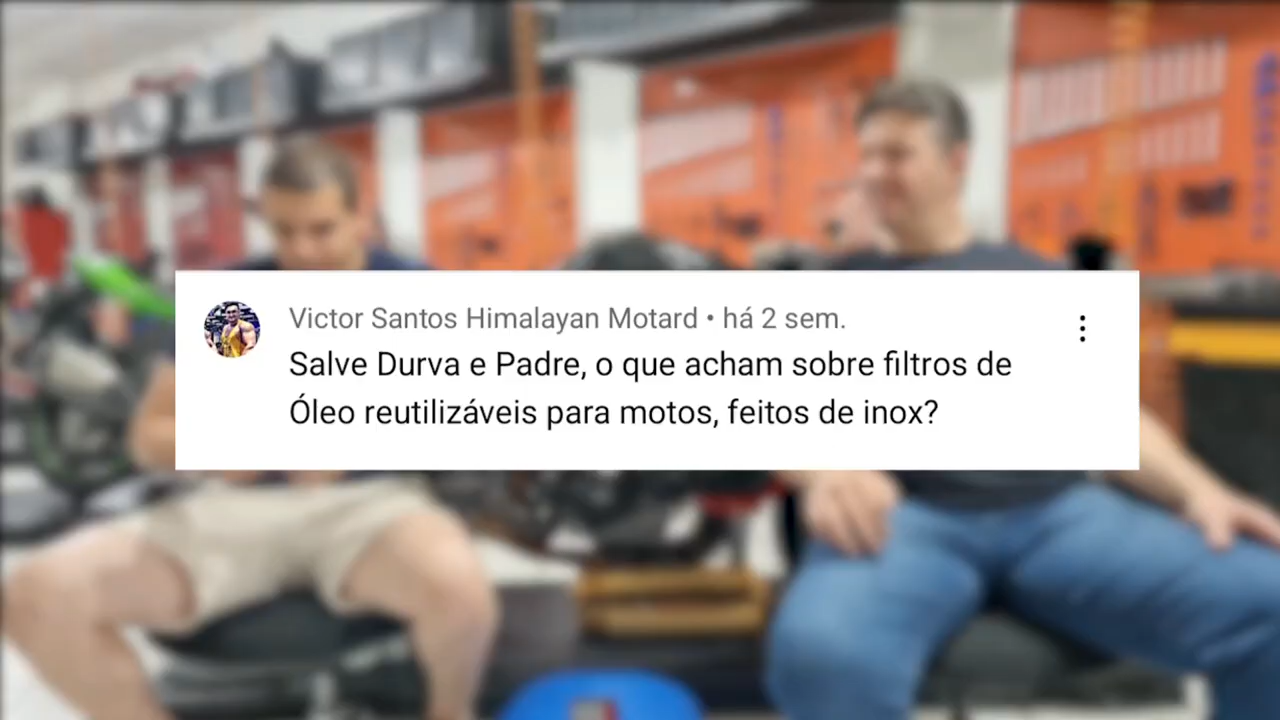 Victor Santos Himalayan Motard • há 2 sem.
Salve Durva e Padre, o que acham sobre filtros de
Óleo reutilizáveis para motos, feitos de inox?